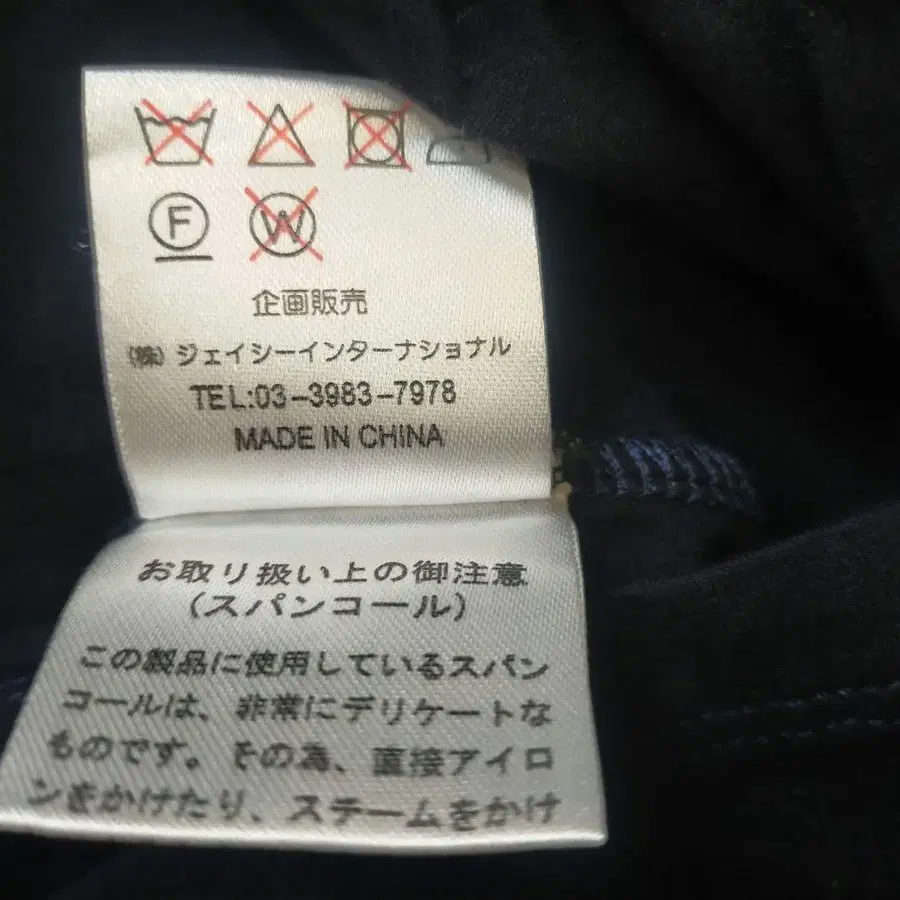 F W
企画販売
(株) ジェイシーインターナショナル
TEL:03-3983-7978
MADE IN CHINA
お取り扱い上の御注意
(スパンコール)
この製品に使用しているスパン
コールは、非常にデリケートな
ものです。その為、直接アイロ
ンをかけたり、スチームをかけ